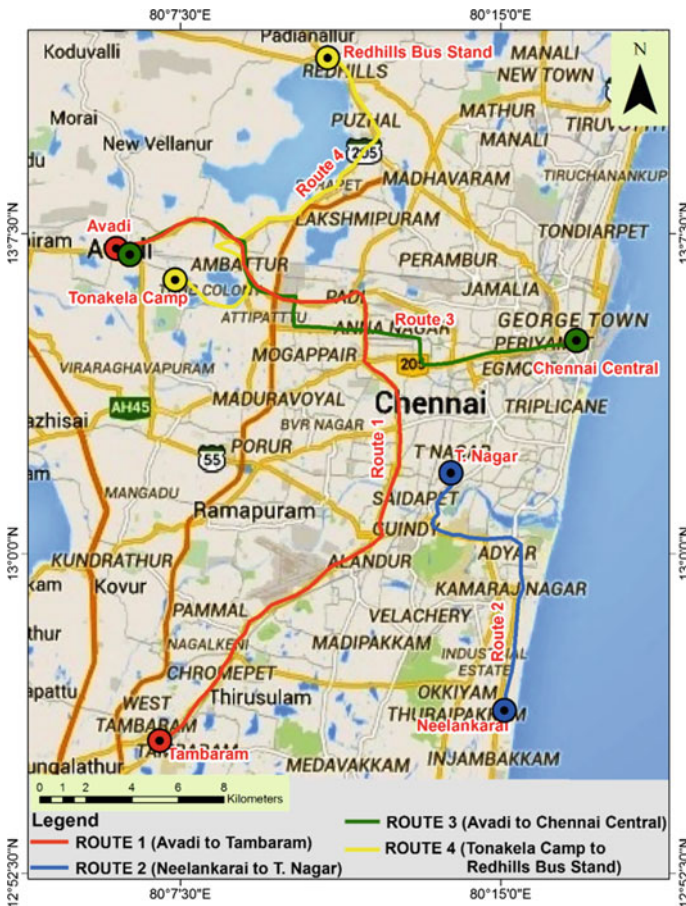 80°7'30"E 80°15'0"E
Padianallur
Koduvalli
Redhills Bus Stand
REDHILLS
MANALI
NEW TOWN
N
Morai
PUZHAL
MATHUR
MANALI
New Vellanur
205
Route 4
MADHAVARAM
TIRUCHANANKUP
LAKSHMIPURAM
TONDIARPET
13°7'30"N 13°7'30"N
Avadi
AMBATTUR
PERAMBUR
Tonakela Camp
PADI
JAMALIA
ATTIPATTU
ANNA NAGAR
Route 3
GEORGE TOWN
MOGAPPAIR
205
Chennai Central
VIRARAGHAVAPURAM
MADURAVOYAL
Chennai
TRIPLICANE
AH45
BVR NAGAR
Route 1
PORUR
55
T NAGAR
T. Nagar
MANGADU
SAIDAPET
Ramapuram
GUINDY
13°0'0"N 13°0'0"N
KUNDRATHUR
ALANDUR
ADYAR
Kovur
KAMARAJ NAGAR
PAMMAL
VELACHERY
Route 2
NAGALKENI
MADIPAKKAM
INDUSTRIAL
ESTATE
CHROMEPET
Thirusulam
OKKIYAM
THURAIPAKKAM
WEST
TAMBARAM
Neelankarai
Tambaram
MEDAVAKKAM
INJAMBAKKAM
0 1 2 4 6 8
Kilometers
Legend
ROUTE 1 (Avadi to Tambaram)
ROUTE 2 (Neelankarai to T. Nagar)
ROUTE 3 (Avadi to Chennai Central)
ROUTE 4 (Tonakela Camp to
Redhills Bus Stand)
12°52'30"N 12°52'30"N
80°7'30"E 80°15'0"E